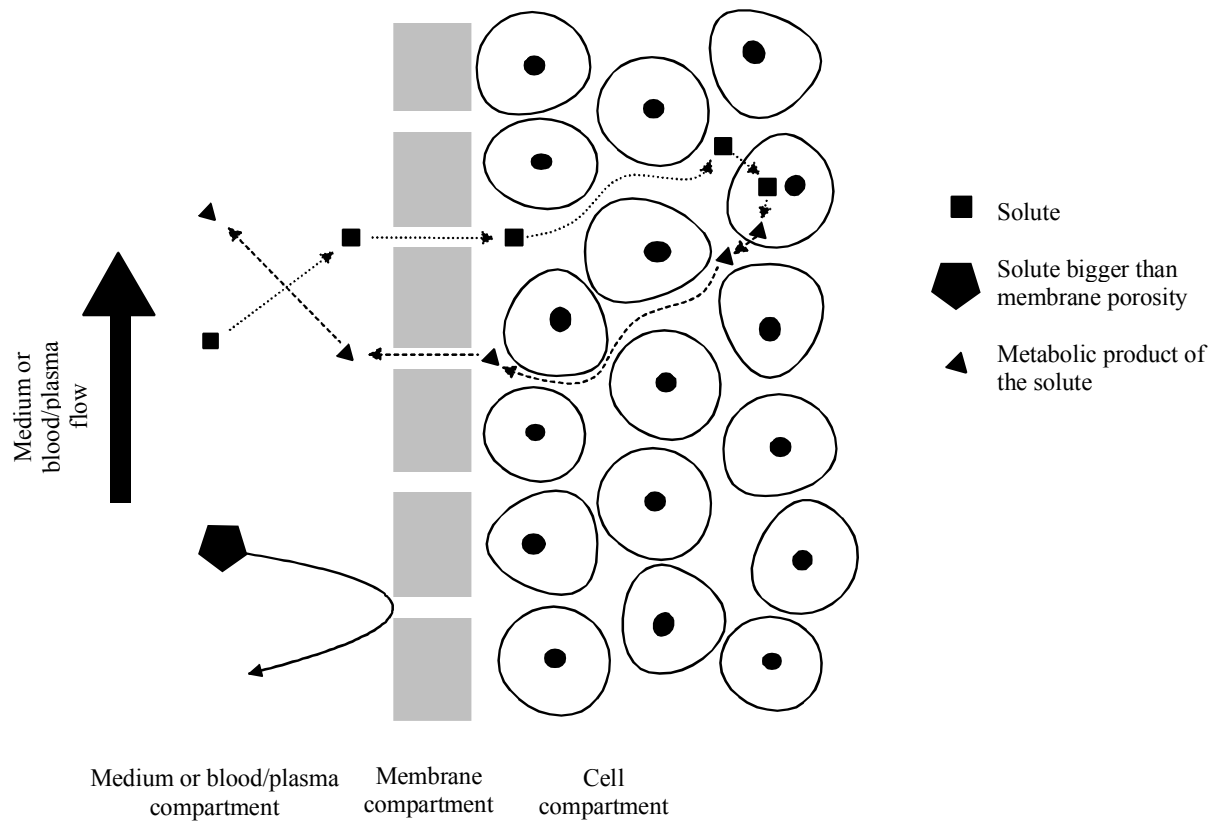 Medium or
blood/plasma
flow
Solute
Solute bigger than
membrane porosity
Metabolic product of
the solute
Medium or blood/plasma
compartment
Membrane
compartment
Cell
compartment